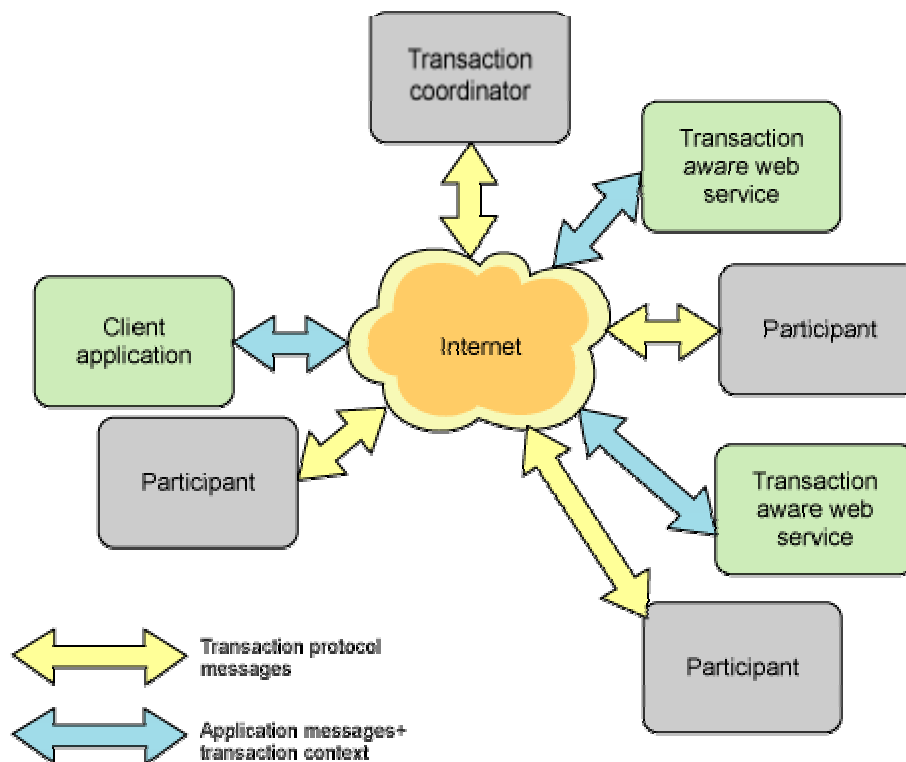 Transaction
coordinator
Transaction
aware web
service
Client
application
Internet
Participant
Participant
Transaction
aware web
service
Participant
Transaction protocol
messages
Application messages+
transaction context